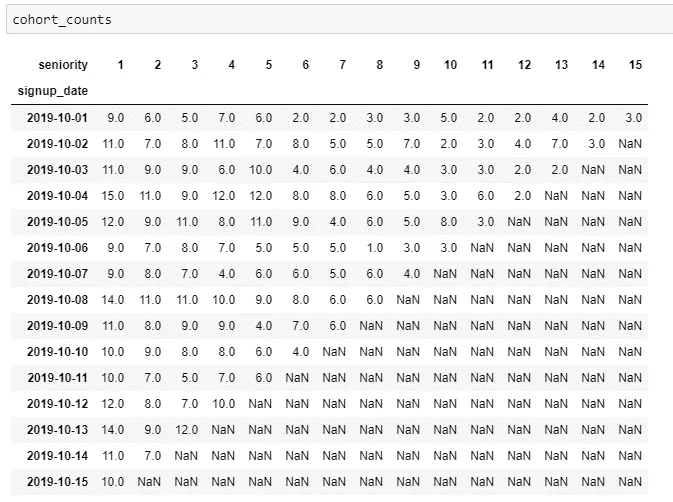 cohort_counts
seniority 1 2 3 4 5 6 7 8 9 10 11 12 13 14 15
signup_date
2019-10-01 9.0 6.0 5.0 7.0 6.0 2.0 2.0 3.0 3.0 5.0 2.0 2.0 4.0 2.0 3.0
2019-10-02 11.0 7.0 8.0 11.0 7.0 8.0 5.0 5.0 7.0 2.0 3.0 4.0 7.0 3.0 NaN
2019-10-03 11.0 9.0 9.0 6.0 10.0 4.0 6.0 4.0 4.0 3.0 3.0 2.0 2.0 NaN NaN
2019-10-04 15.0 11.0 9.0 12.0 12.0 8.0 8.0 6.0 5.0 3.0 6.0 2.0 NaN NaN NaN
2019-10-05 12.0 9.0 11.0 8.0 11.0 9.0 4.0 6.0 5.0 8.0 3.0 NaN NaN NaN NaN
2019-10-06 9.0 7.0 8.0 7.0 5.0 5.0 5.0 1.0 3.0 3.0 NaN NaN NaN NaN NaN
2019-10-07 9.0 8.0 7.0 4.0 6.0 6.0 5.0 6.0 4.0 NaN NaN NaN NaN NaN NaN
2019-10-08 14.0 11.0 11.0 10.0 9.0 8.0 6.0 6.0 NaN NaN NaN NaN NaN NaN NaN
2019-10-09 11.0 8.0 9.0 9.0 4.0 7.0 6.0 NaN NaN NaN NaN NaN NaN NaN NaN
2019-10-10 10.0 9.0 8.0 8.0 6.0 4.0 NaN NaN NaN NaN NaN NaN NaN NaN NaN
2019-10-11 10.0 7.0 5.0 7.0 6.0 NaN NaN NaN NaN NaN NaN NaN NaN NaN NaN
2019-10-12 12.0 8.0 7.0 10.0 NaN NaN NaN NaN NaN NaN NaN NaN NaN NaN NaN
2019-10-13 14.0 9.0 12.0 NaN NaN NaN NaN NaN NaN NaN NaN NaN NaN NaN NaN
2019-10-14 11.0 7.0 NaN NaN NaN NaN NaN NaN NaN NaN NaN NaN NaN NaN NaN
2019-10-15 10.0 NaN NaN NaN NaN NaN NaN NaN NaN NaN NaN NaN NaN NaN NaN